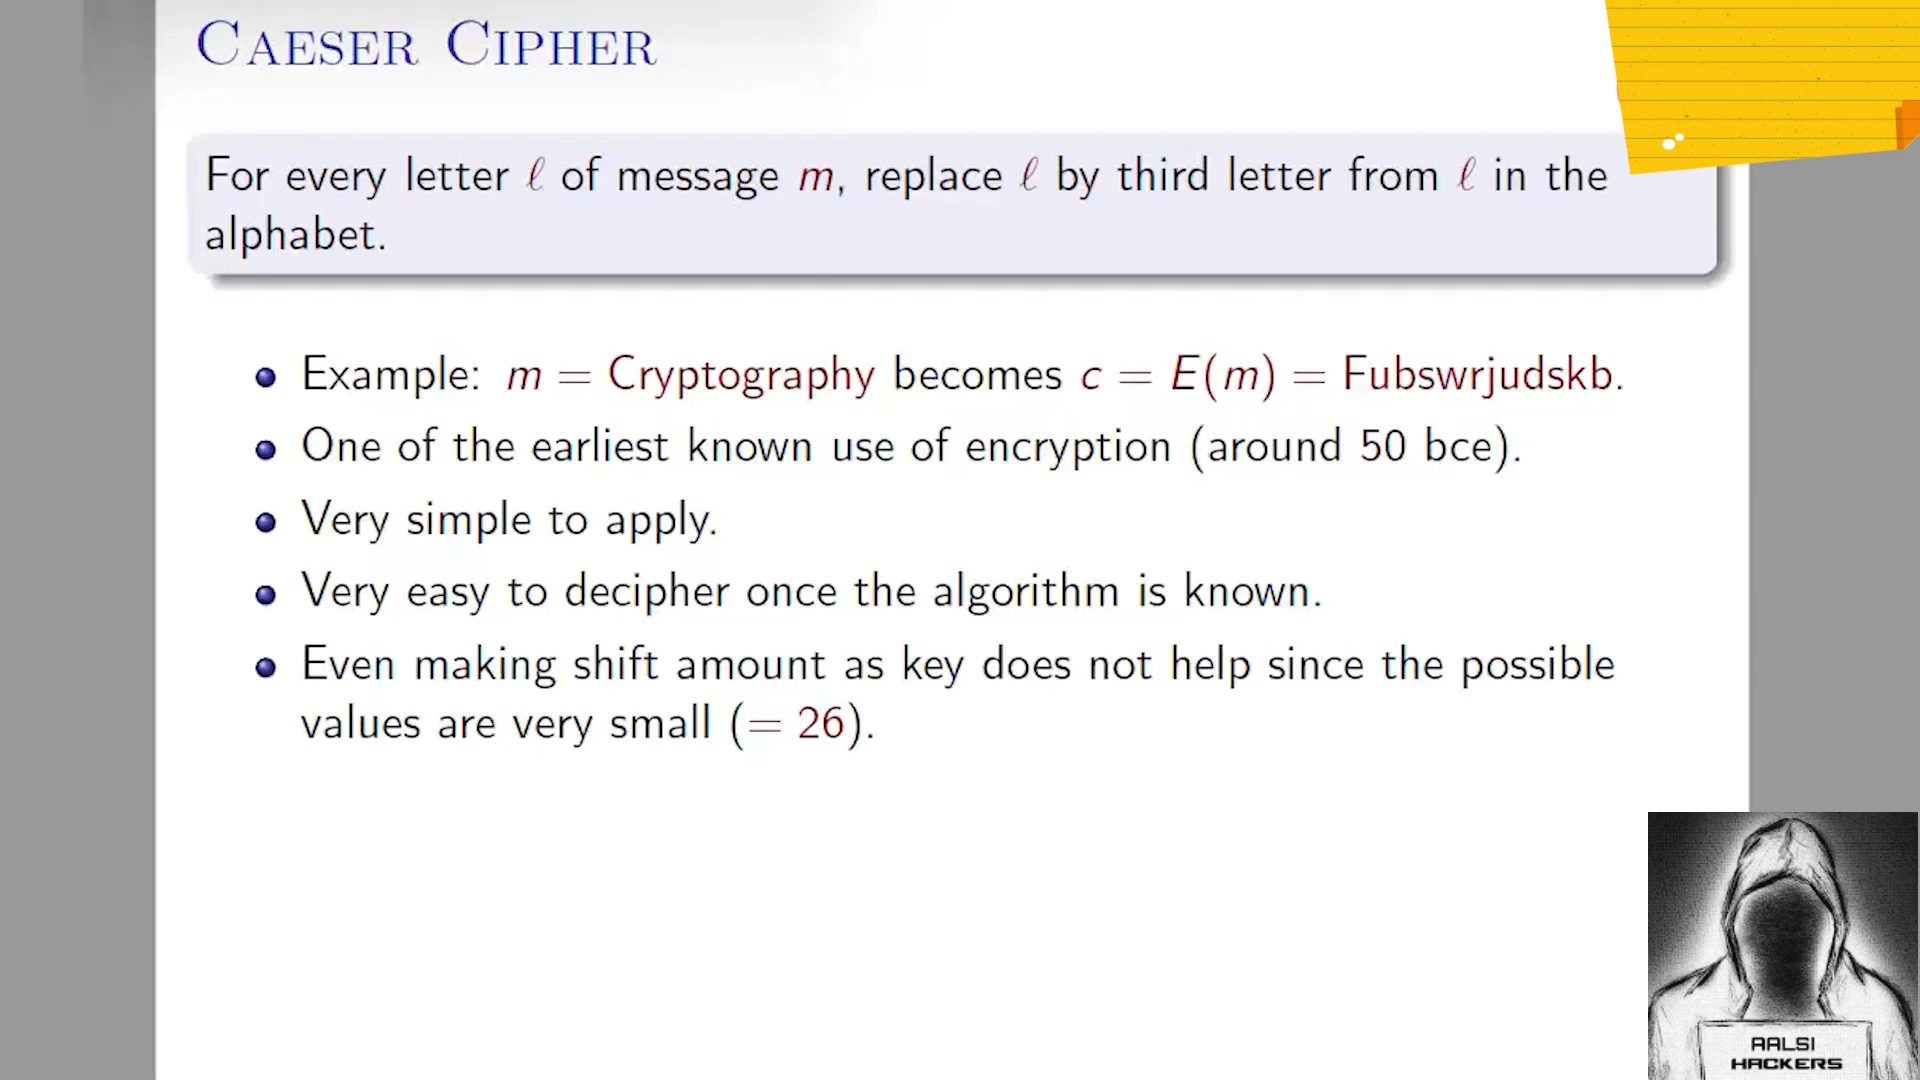 CAESER CIPHER
For every letter ℓ of message m, replace ℓ by third letter from ℓ in the
alphabet.
Example: m = Cryptography becomes c = E(m) = Fubswrjudskb.
One of the earliest known use of encryption (around 50 bce).
Very simple to apply.
Very easy to decipher once the algorithm is known.
Even making shift amount as key does not help since the possible
values are very small (= 26).
AALSI
HACKERS